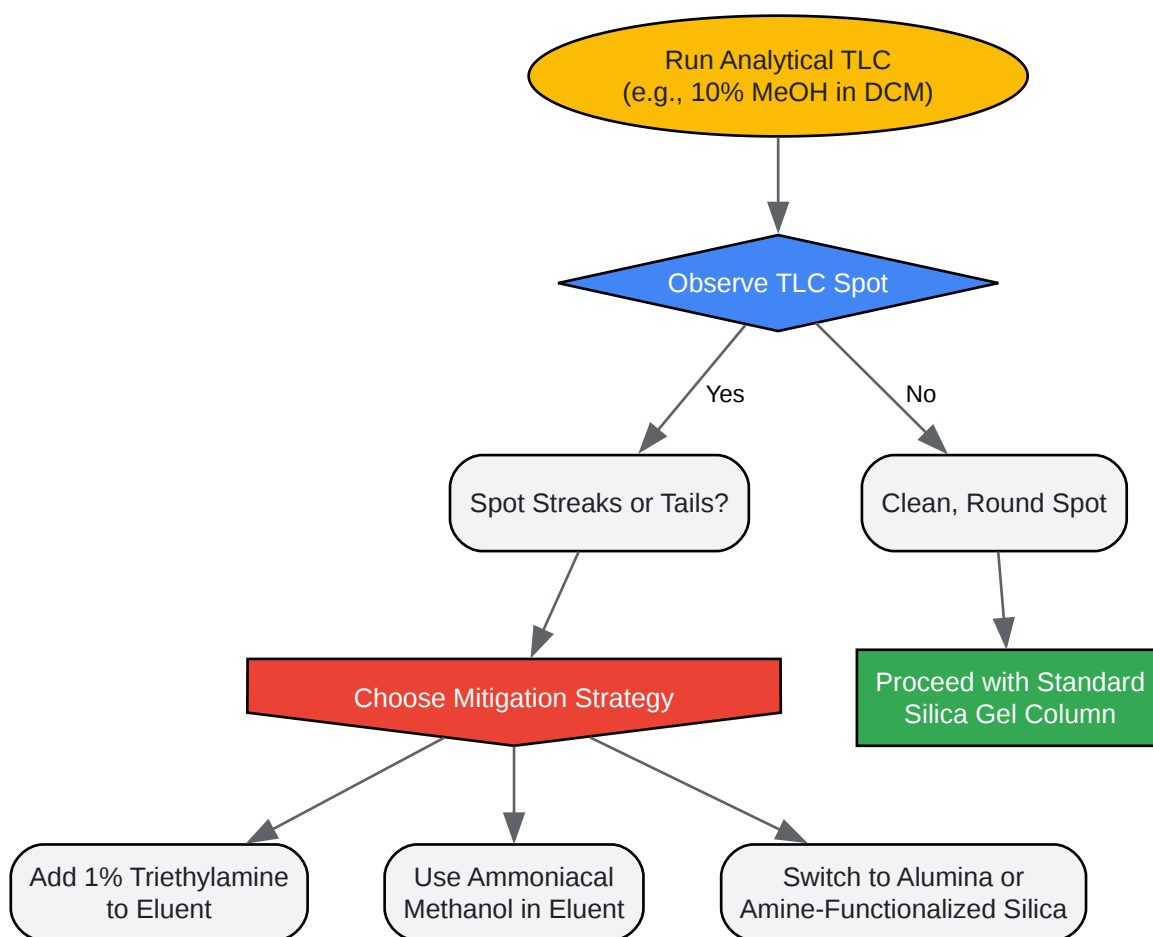 Run Analytical TLC
(e.g., 10% MeOH in DCM)
Observe TLC Spot
Yes
No
Spot Streaks or Tails?
Clean, Round Spot
Choose Mitigation Strategy
Proceed with Standard
Silica Gel Column
Add 1% Triethylamine
to Eluent
Use Ammoniacal
Methanol in Eluent
Switch to Alumina or
Amine-Functionalized Silica